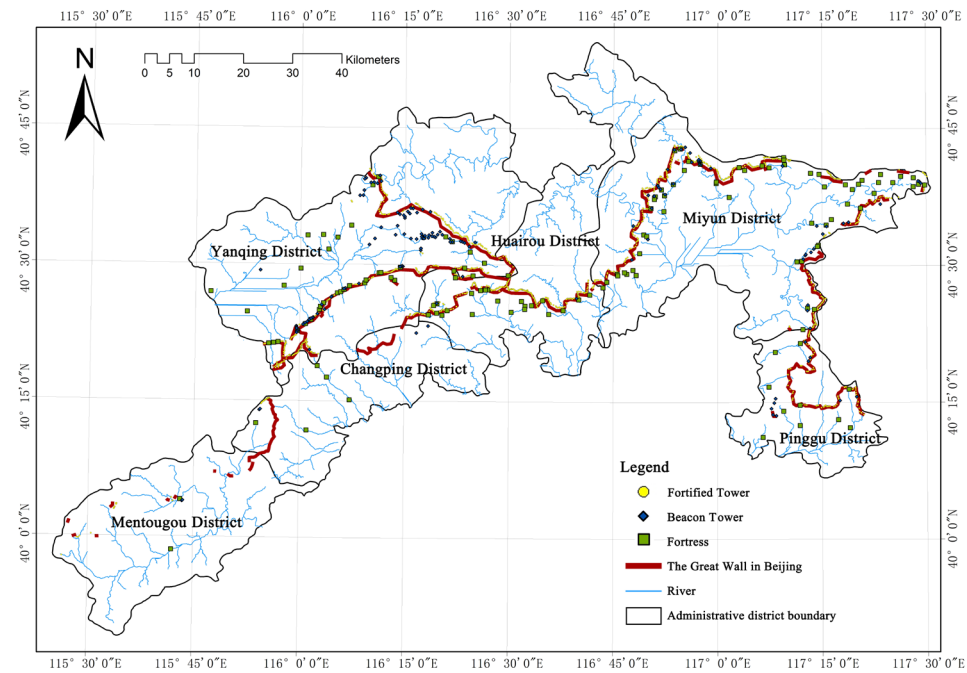 115° 30′0″E 115° 45′0″E 116° 0′0″E 116° 15′0″E 116° 30′0″E 116° 45′0″E 117° 0′0″E 117° 15′0″E 117° 30′0″E
N
Kilometers
0 5 10 20 30 40
40° 45′0″N
40° 45′0″N
Miyun District
Huairou District
Yanqing District
40° 30′0″N
40° 30′0″N
Changping District
40° 15′0″N
40° 15′0″N
Pinggu District
Legend
Fortified Tower
Beacon Tower
Mentougou District
Fortress
40° 0′0″N
40° 0′0″N
The Great Wall in Beijing
River
Administrative district boundary
115° 30′0″E 115° 45′0″E 116° 0′0″E 116° 15′0″E 116° 30′0″E 116° 45′0″E 117° 0′0″E 117° 15′0″E 117° 30′0″E